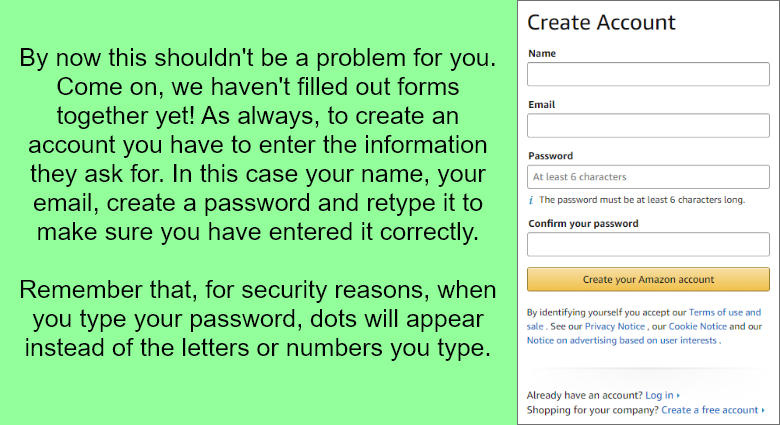 By now this shouldn't be a problem for you.
Come on, we haven't filled out forms
together yet! As always, to create an
account you have to enter the information
they ask for. In this case your name, your
email, create a password and retype it to
make sure you have entered it correctly.
Remember that, for security reasons, when
you type your password, dots will appear
instead of the letters or numbers you type.
Create Account
Name
Email
Password
At least 6 characters
i The password must be at least 6 characters long.
Confirm your password
Create your Amazon account
By identifying yourself you accept our Terms of use and
sale . See our Privacy Notice , our Cookie Notice and our
Notice on advertising based on user interests .
Already have an account? Log in
Shopping for your company? Create a free account